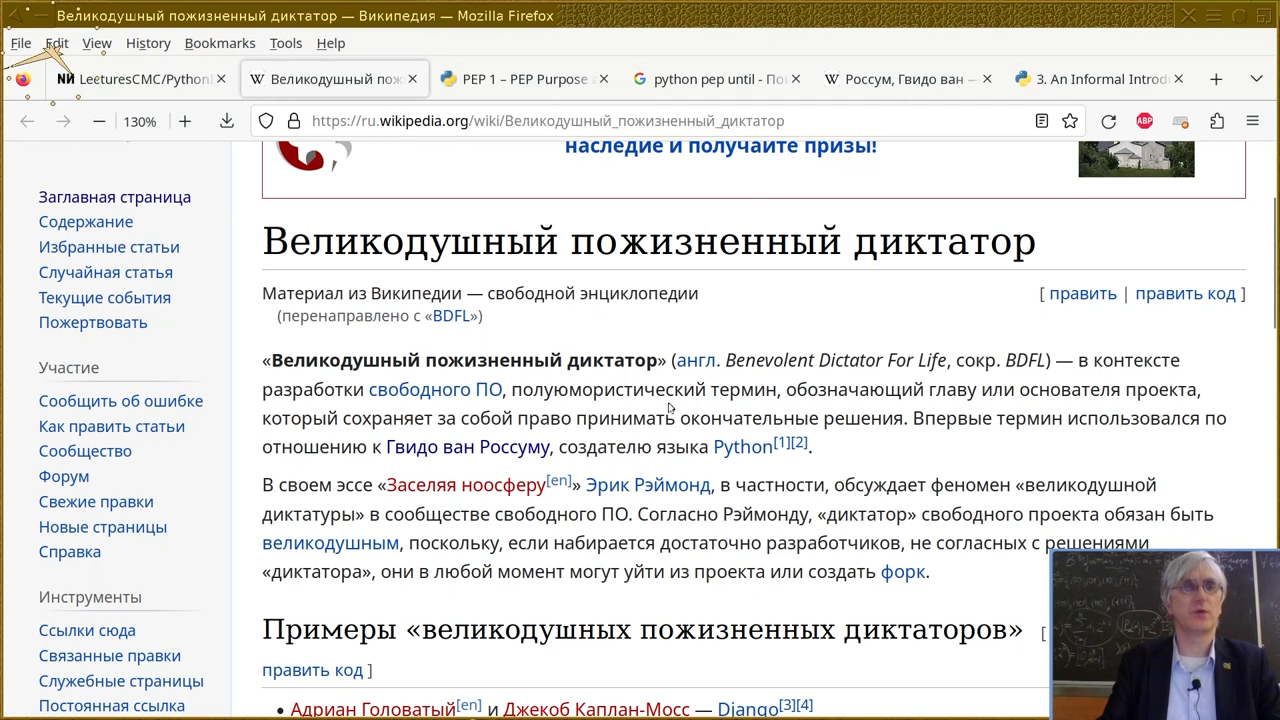 Великодушный пожизненный диктатор — Википедия — Mozilla Firefox
File Edit View History Bookmarks Tools Help
LecturesCMC/Python Великодушный пож PEP 1 – PEP Purpose a python pep until - По Россум, Гвидо ван — 3. An Informal Introd
130% https://ru.wikipedia.org/wiki/Великодушный_пожизненный_диктатор ABP
наследие и получайте призы!
Заглавная страница
Содержание
Избранные статьи
Случайная статья
Текущие события
Пожертвовать
Участие
Сообщить об ошибке
Как править статьи
Сообщество
Форум
Свежие правки
Новые страницы
Справка
Инструменты
Ссылки сюда
Связанные правки
Служебные страницы
Постоянная ссылка
Великодушный пожизненный диктатор
Материал из Википедии — свободной энциклопедии [ править | править код ]
(перенаправлено с «BDFL»)
«Великодушный пожизненный диктатор» (англ. Benevolent Dictator For Life, сокр. BDFL) — в контексте
разработки свободного ПО, полуюмористический термин, обозначающий главу или основателя проекта,
который сохраняет за собой право принимать окончательные решения. Впервые термин использовался по
отношению к Гвидо ван Россуму, создателю языка Python[1][2].
В своем эссе «Заселяя ноосферу[en]» Эрик Рэймонд, в частности, обсуждает феномен «великодушной
диктатуры» в сообществе свободного ПО. Согласно Рэймонду, «диктатор» свободного проекта обязан быть
великодушным, поскольку, если набирается достаточно разработчиков, не согласных с решениями
«диктатора», они в любой момент могут уйти из проекта или создать форк.
Примеры «великодушных пожизненных диктаторов» [
править код ]
• Адриан Головатый[en] и Джекоб Каплан-Мосс — Django[3][4]